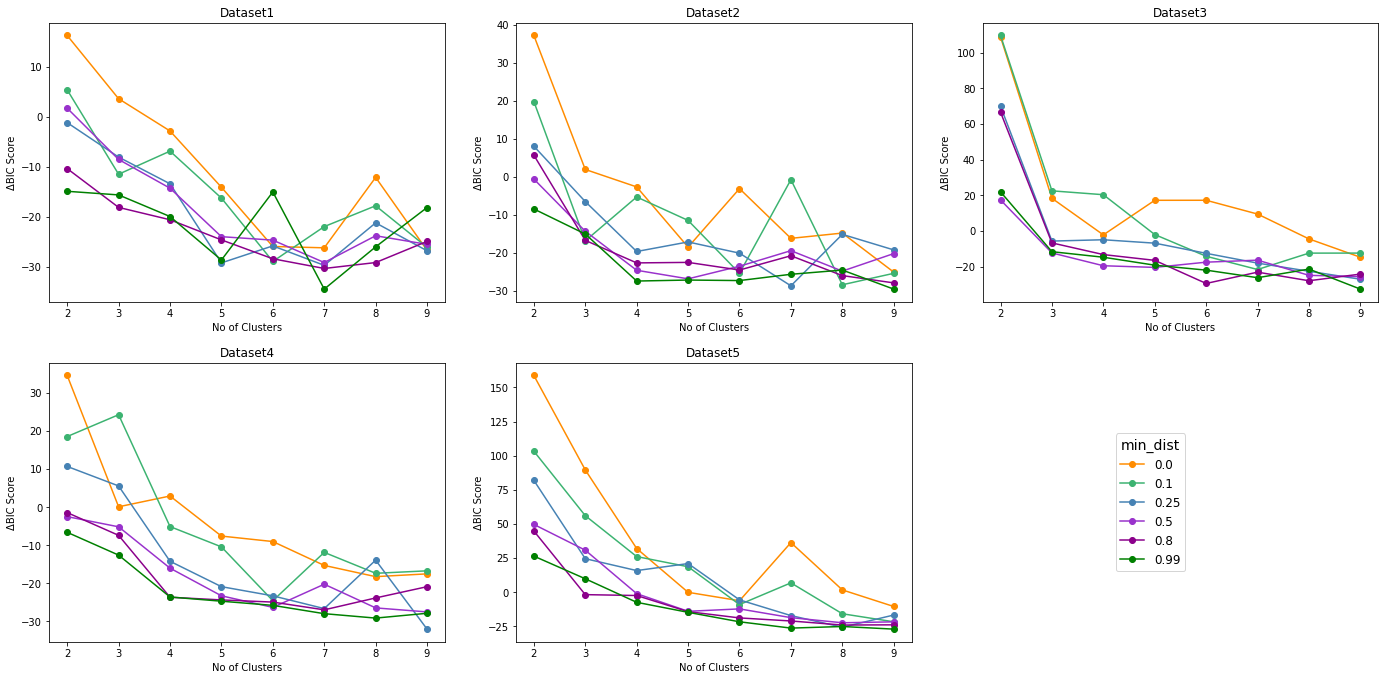 Dataset1
ΔBIC Score
10
0
−10
−20
−30
2 3 4 5 6 7 8 9
No of Clusters
Dataset2
ΔBIC Score
40
30
20
10
0
−10
−20
−30
2 3 4 5 6 7 8 9
No of Clusters
Dataset3
ΔBIC Score
100
80
60
40
20
0
−20
2 3 4 5 6 7 8 9
No of Clusters
Dataset4
ΔBIC Score
30
20
10
0
−10
−20
−30
2 3 4 5 6 7 8 9
No of Clusters
Dataset5
ΔBIC Score
150
125
100
75
50
25
0
−25
2 3 4 5 6 7 8 9
No of Clusters
min_dist
0.0
0.1
0.25
0.5
0.8
0.99